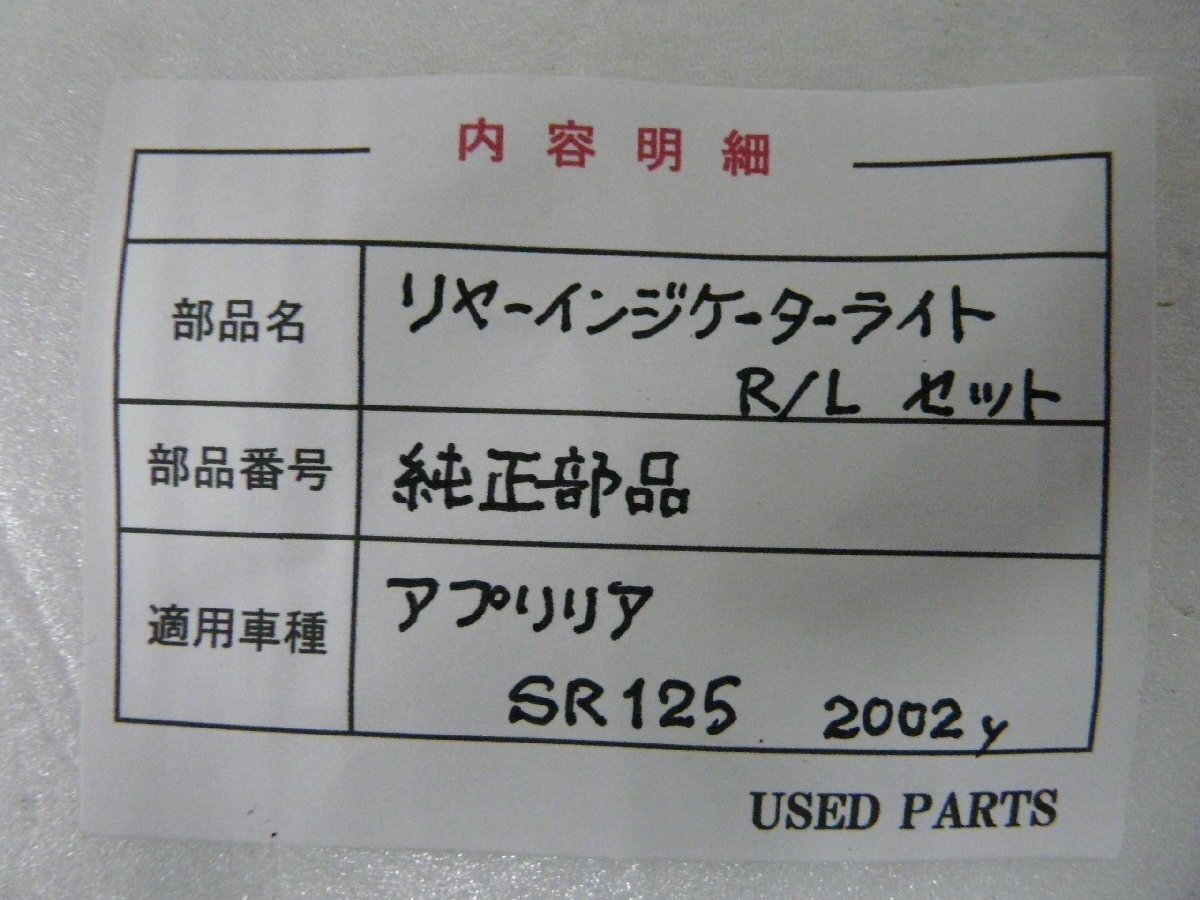 内容明細
部品名
リヤーインジケーターライト
R/L セット
部品番号
純正部品
適用車種
アプリリア
SR125 2002y
USED PARTS